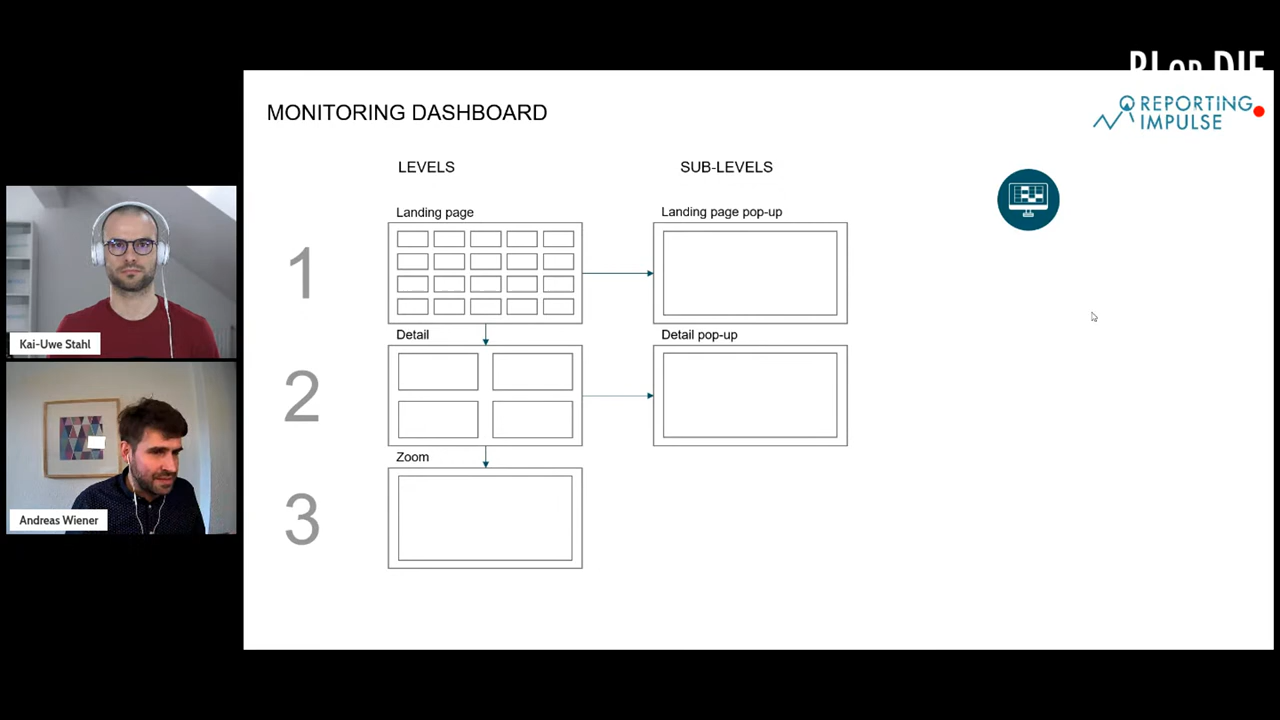 MONITORING DASHBOARD
REPORTING
IMPULSE
LEVELS
SUB-LEVELS
Landing page
Landing page pop-up
1
Detail
Detail pop-up
2
Zoom
3
Kai-Uwe Stahl
Andreas Wiener